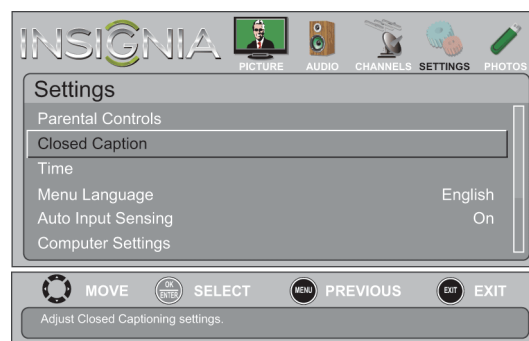 INSIGNIA
PICTURE AUDIO CHANNELS SETTINGS PHOTOS
Settings
Parental Controls
Closed Caption
Time
Menu Language English
Auto Input Sensing On
Computer Settings
MOVE OK ENTER SELECT MENU PREVIOUS EXIT EXIT
Adjust Closed Captioning settings.